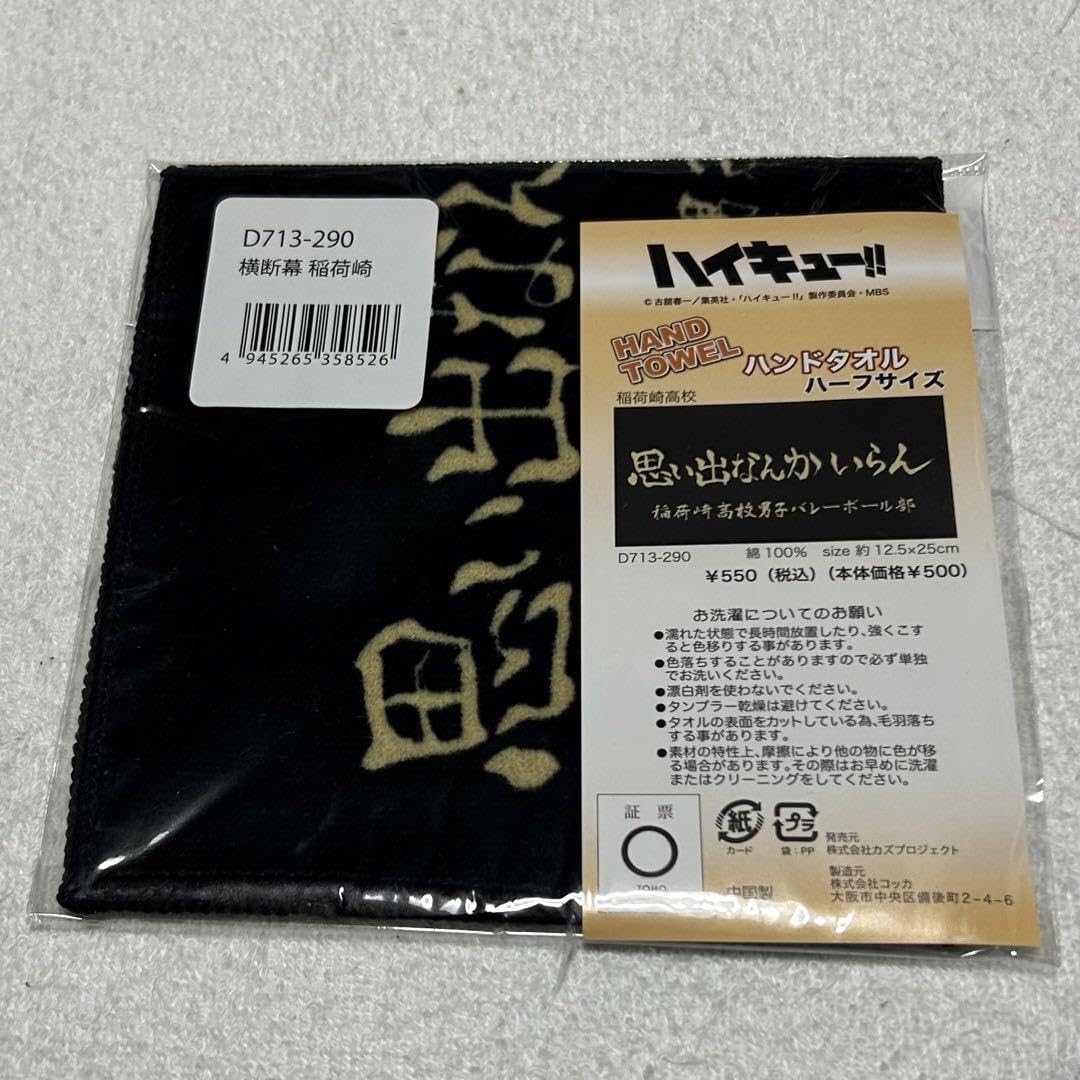 D713-290
横断幕 稲荷崎
4 945265 358526
思い出なん
ハイキュー!!
©古舘春一／集英社・「ハイキュー!!」製作委員会・MBS
HAND
TOWEL
ハンドタオル
ハーフサイズ
稲荷崎高校
思い出なんかいらん
稲荷崎高校男子バレーボール部
D713-290 綿100% size 約12.5×25cm
￥550（税込）（本体価格￥500）
お洗濯についてのお願い
●濡れた状態で長時間放置したり、強くこす
ると色移りする事があります。
●色落ちすることがありますので必ず単独
でお洗いください。
●漂白剤を使わないでください。
●タンブラー乾燥は避けてください。
●タオルの表面をカットしている為、毛羽落ち
する事があります。
●素材の特性上、摩擦により他の物に色が移
る場合があります。その際はお早めに洗濯
またはクリーニングをしてください。
証 票
TOHO
紙
カード
プラ
袋：PP
中国製
発売元
株式会社カズプロジェクト
製造元
株式会社コッカ
大阪市中央区備後町2-4-6